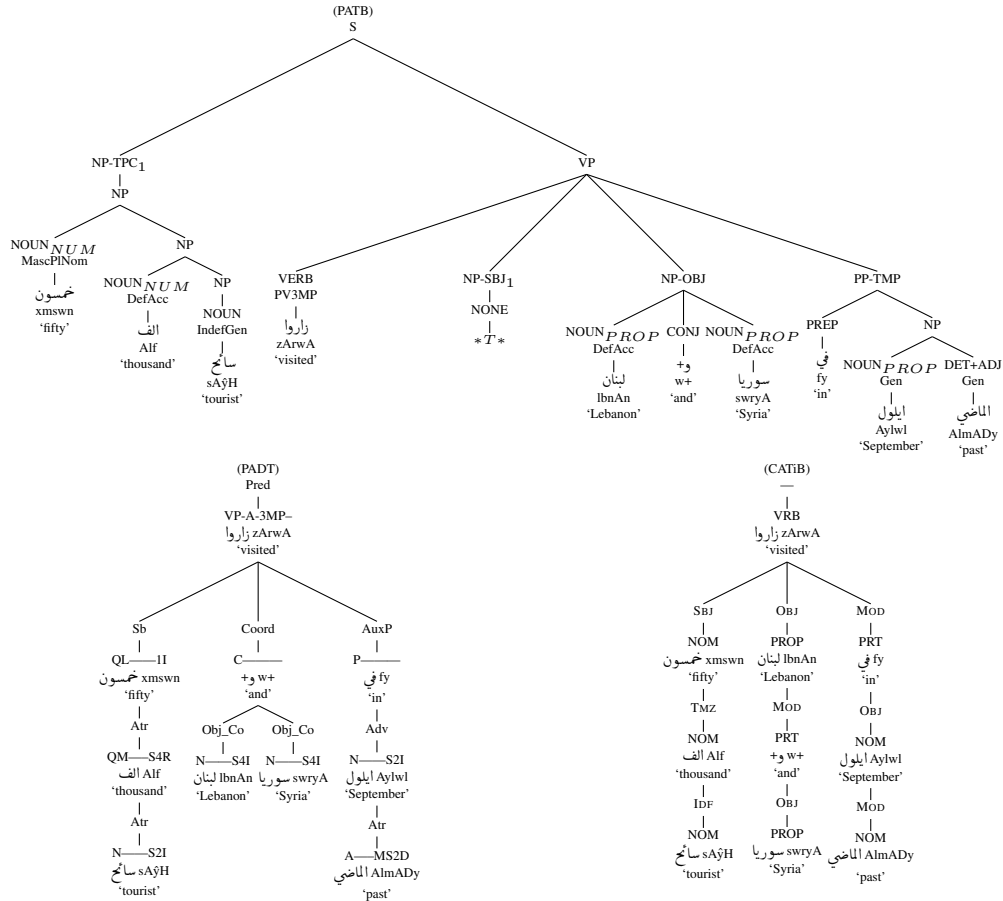 (PATB)
S
NP-TPC1 VP
NP
NOUNNUM NP VERB NP-SBJ1 NP-OBJ PP-TMP
MascPlNom PV3MP
خمسون NOUNNUM NP زاروا NONE NOUNPROP CONJ NOUNPROP PREP NP
xmswn DefAcc NOUN zArwA *T* DefAcc +و DefAcc في
‘fifty’ الف IndefGen ‘visited’ لبنان w+ سوريا fy NOUNPROP DET+ADJ
Alf سائح lbnAn ‘and’ swryA ‘in’ Gen Gen
‘thousand’ sAŷH ‘Lebanon’ ‘Syria’ ايلول الماضي
‘tourist’ Aylwl AlmADy
‘September’ ‘past’
(PADT) (CATiB)
Pred —
VP-A-3MP– VRB
زاروا zArwA زاروا zArwA
‘visited’ ‘visited’
Sb Coord AuxP SBJ OBJ MOD
QL——1I C——— P——— NOM PROP PRT
خمسون xmswn +و w+ في fy خمسون xmswn لبنان lbnAn في fy
‘fifty’ ‘and’ ‘in’ ‘fifty’ ‘Lebanon’ ‘in’
Atr Obj_Co Obj_Co Adv TMZ MOD OBJ
QM——S4R N——S4I N——S4I N——S2I NOM PRT NOM
الف Alf لبنان lbnAn سوريا swryA ايلول Aylwl الف Alf +و w+ ايلول Aylwl
‘thousand’ ‘Lebanon’ ‘Syria’ ‘September’ ‘thousand’ ‘and’ ‘September’
Atr Atr IDF OBJ MOD
N——S2I A——MS2D NOM PROP NOM
سائح sAŷH الماضي AlmADy سائح sAŷH سوريا swryA الماضي AlmADy
‘tourist’ ‘past’ ‘tourist’ ‘Syria’ ‘past’